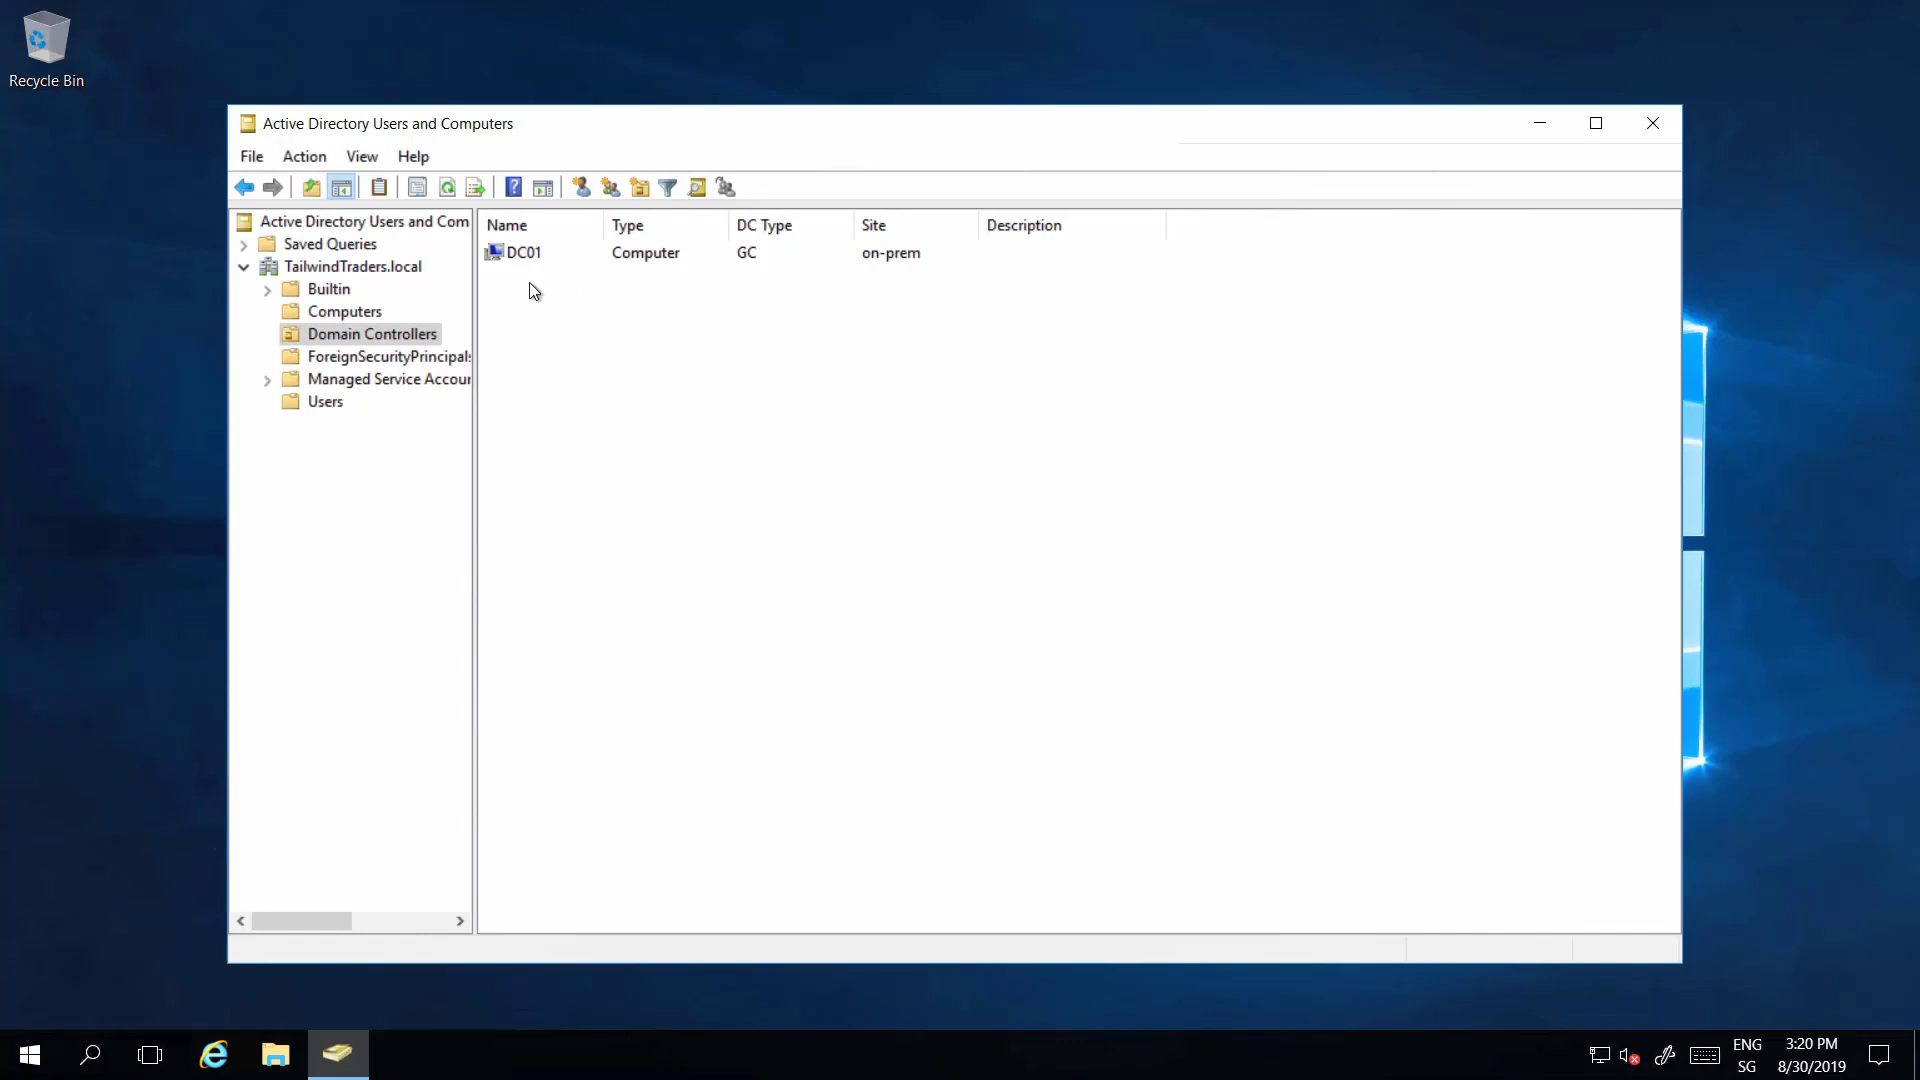 Recycle Bin
Active Directory Users and Computers
File Action View Help
Active Directory Users and Com
Saved Queries
TailwindTraders.local
Builtin
Computers
Domain Controllers
ForeignSecurityPrincipals
Managed Service Accour
Users
Name Type DC Type Site Description
DC01 Computer GC on-prem
ENG
SG
3:20 PM
8/30/2019